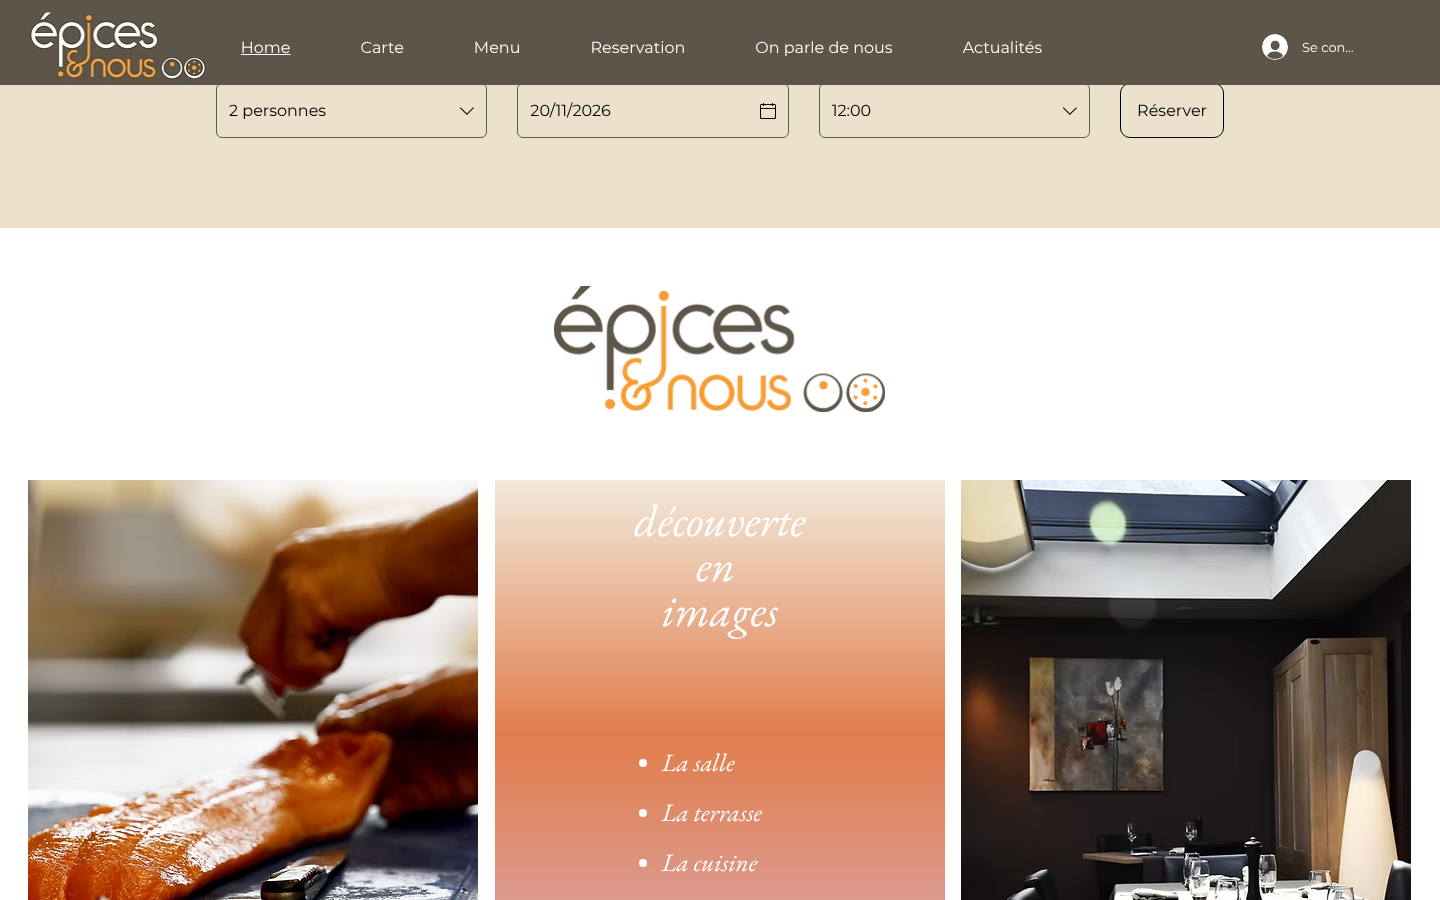 épices
& nous
Home
Carte
Menu
Reservation
On parle de nous
Actualités
Se con...
2 personnes
20/11/2026
12:00
Réserver
épices
& nous
découverte
en
images
La salle
La terrasse
La cuisine